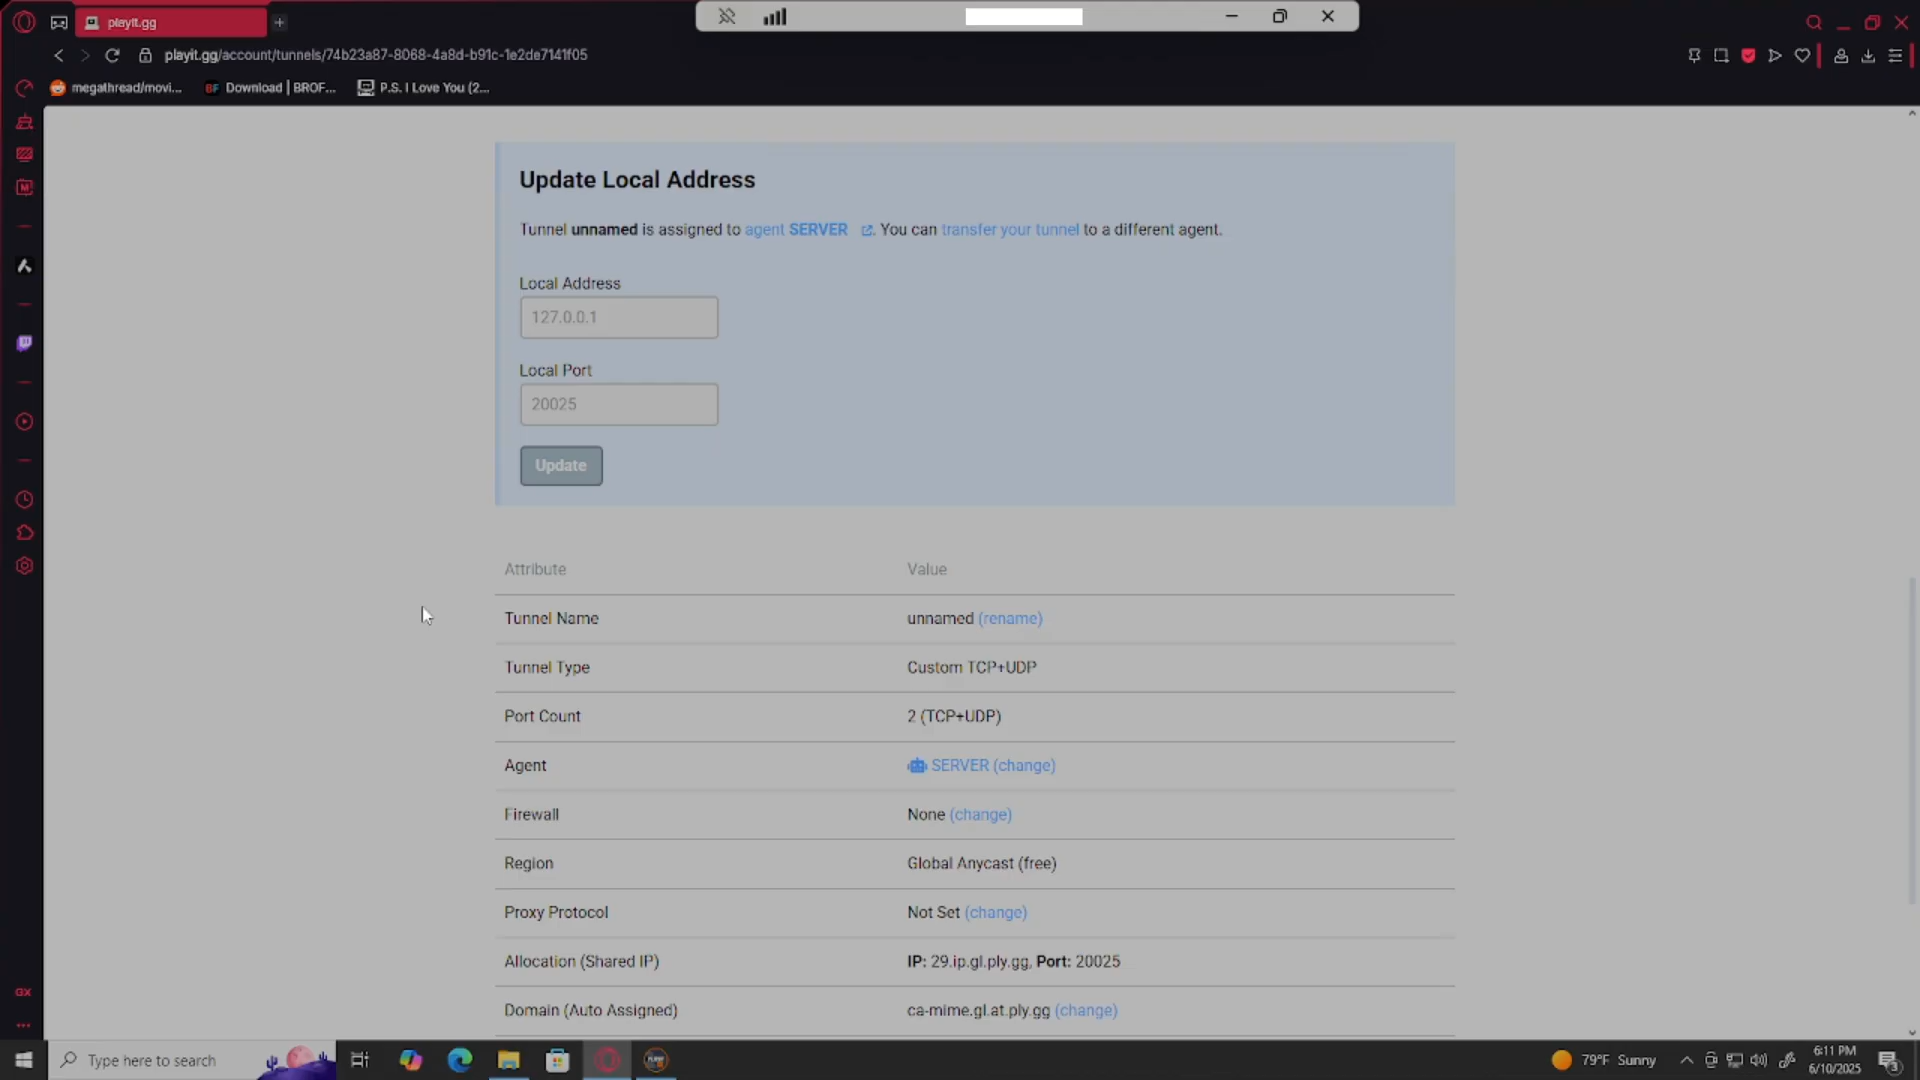 playit.gg
playit.gg/account/tunnels/74b23a87-8068-4a8d-b91c-1e2de7141f05
megathread/movi...
BF Download | BROF...
P.S. I Love You (2...
Update Local Address
Tunnel unnamed is assigned to agent SERVER . You can transfer your tunnel to a different agent.
Local Address
127.0.0.1
Local Port
20025
Update
Attribute Value
Tunnel Name unnamed (rename)
Tunnel Type Custom TCP+UDP
Port Count 2 (TCP+UDP)
Agent SERVER (change)
Firewall None (change)
Region Global Anycast (free)
Proxy Protocol Not Set (change)
Allocation (Shared IP) IP: 29.ip.gl.ply.gg, Port: 20025
Domain (Auto Assigned) ca-mime.gl.at.ply.gg (change)
GX
Type here to search
79°F Sunny
6:11 PM
6/10/2025
3